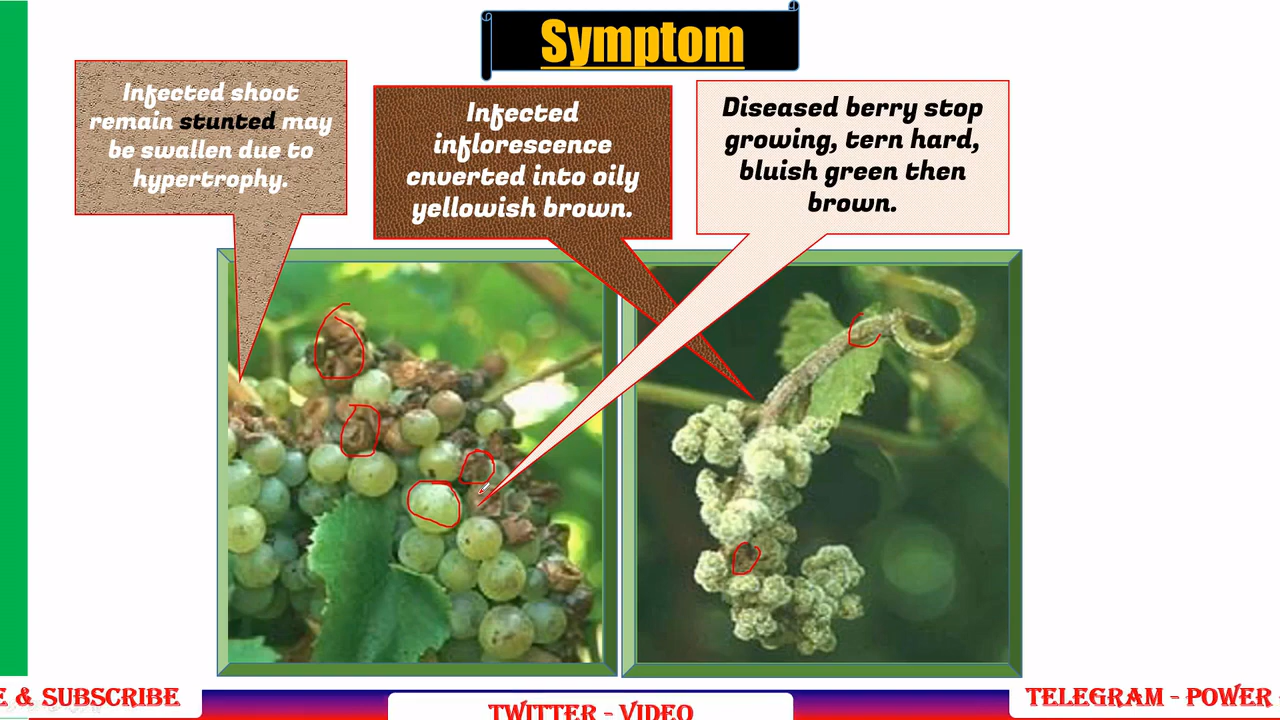 Symptom
Infected shoot
remain stunted may
be swallen due to
hypertrophy.
Infected
inflorescence
cnverted into oily
yellowish brown.
Diseased berry stop
growing, tern hard,
bluish green then
brown.
E & SUBSCRIBE
TWITTER - VIDEO
TELEGRAM - POWER -